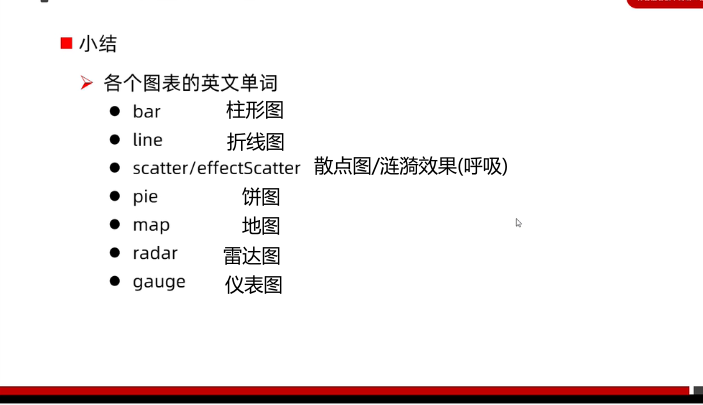 小结
各个图表的英文单词
bar 柱形图
line 折线图
scatter/effectScatter 散点图/涟漪效果(呼吸)
pie 饼图
map 地图
radar 雷达图
gauge 仪表图